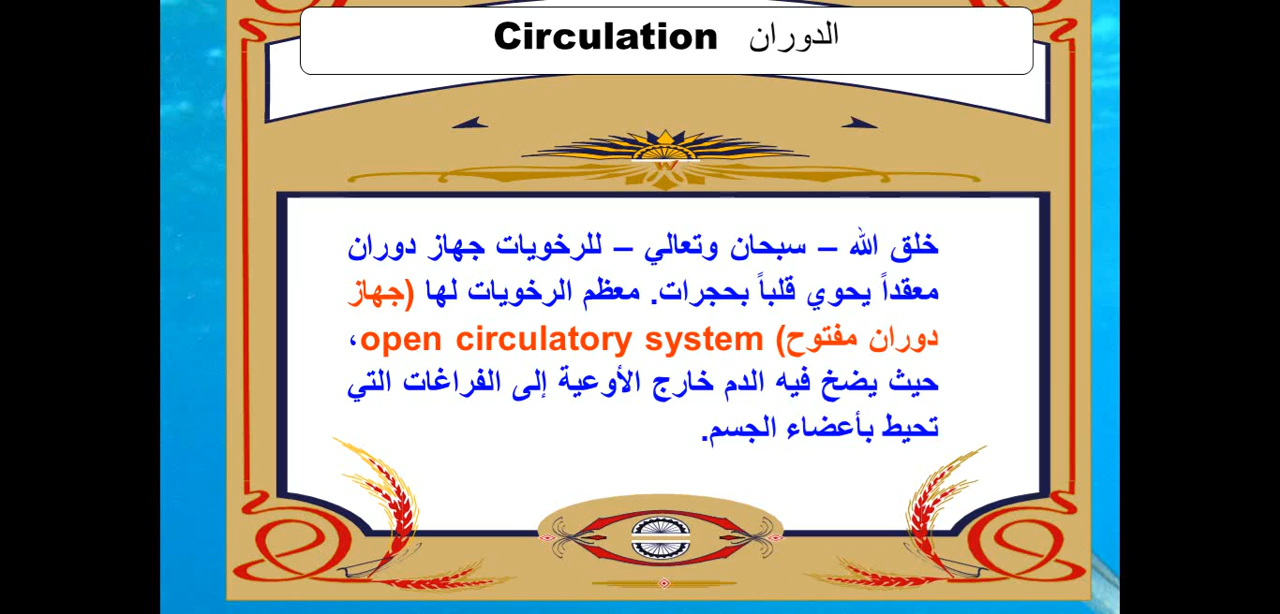 الدوران Circulation
خلق الله – سبحان وتعالي – للرخويات جهاز دوران
معقداً يحوي قلباً بحجرات. معظم الرخويات لها (جهاز
دوران مفتوح) open circulatory system،
حيث يضخ فيه الدم خارج الأوعية إلى الفراغات التي
تحيط بأعضاء الجسم.